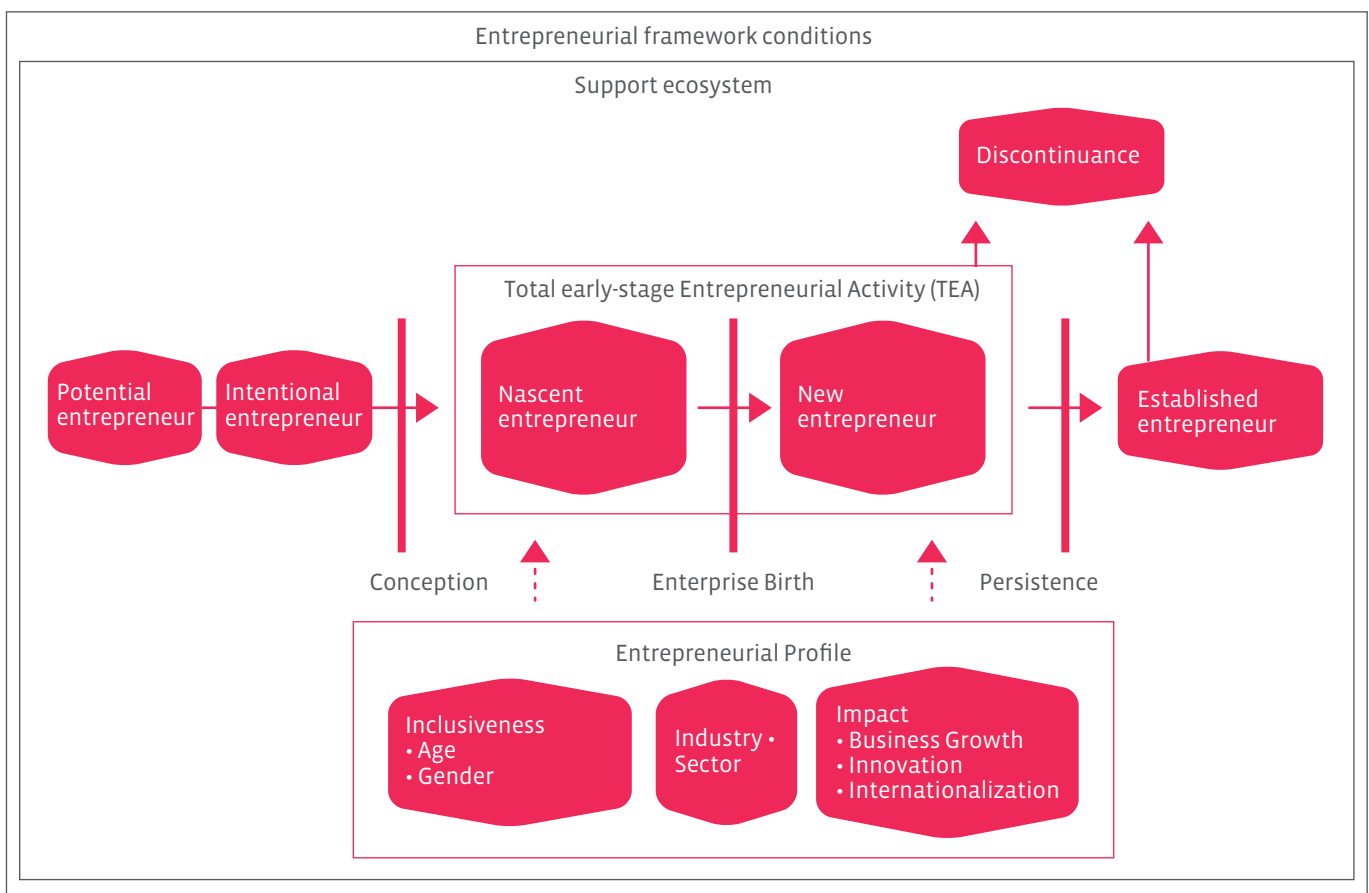 Entrepreneurial framework conditions
Support ecosystem
Discontinuance
Total early-stage Entrepreneurial Activity (TEA)
Potential
entrepreneur
Intentional
entrepreneur
Nascent
entrepreneur
New
entrepreneur
Established
entrepreneur
Conception
Enterprise Birth
Persistence
Entrepreneurial Profile
Inclusiveness
• Age
• Gender
Industry •
Sector
Impact
• Business Growth
• Innovation
• Internationalization